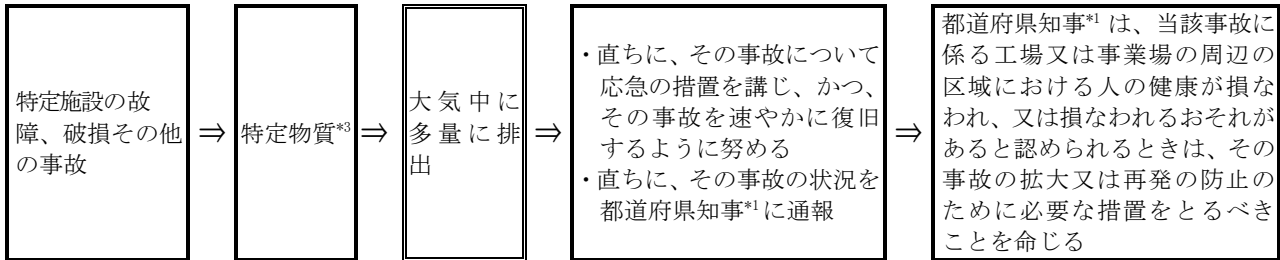 特定施設の故
障、破損その他
の事故
⇒
特定物質*3
⇒
大気中に
多量に排
出
⇒
・直ちに、その事故について
応急の措置を講じ、かつ、
その事故を速やかに復旧
するように努める
・直ちに、その事故の状況を
都道府県知事*1に通報
⇒
都道府県知事*1 は、当該事故に
係る工場又は事業場の周辺の
区域における人の健康が損な
われ、又は損なわれるおそれが
あると認められるときは、その
事故の拡大又は再発の防止の
ために必要な措置をとるべき
ことを命じる